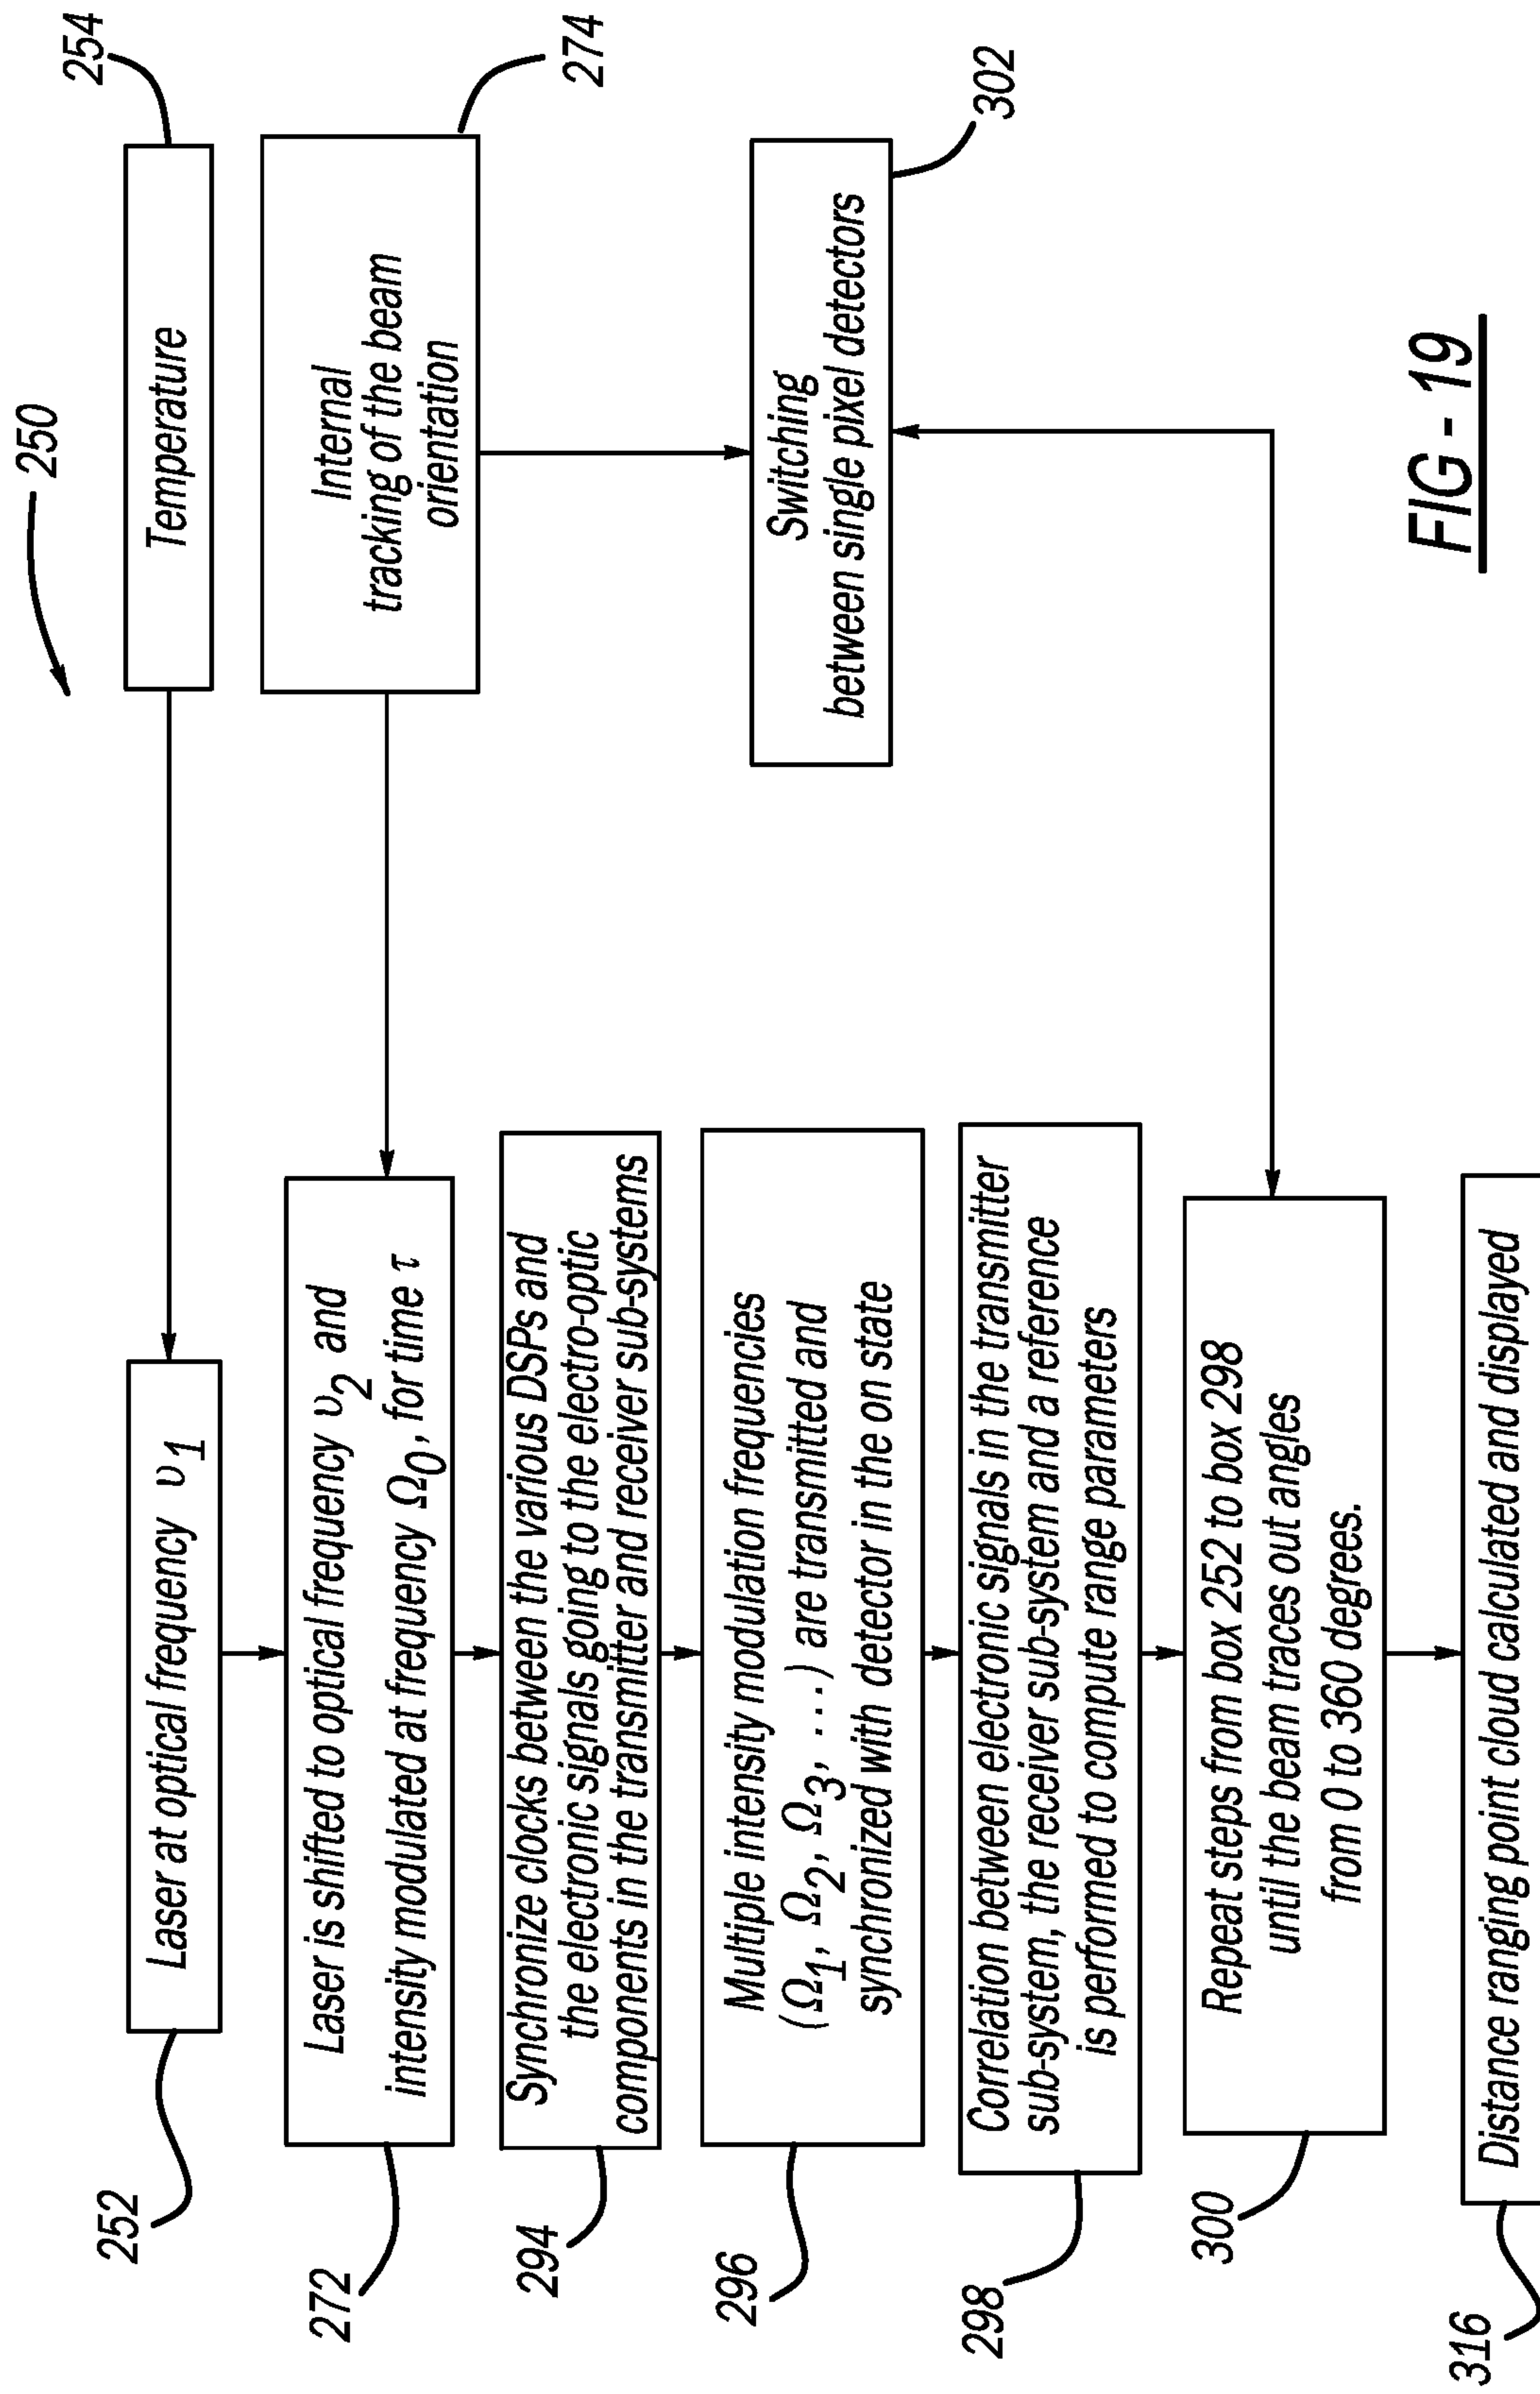 250
254
Temperature
252
Laser at optical frequency υ1
274
Internal
tracking of the beam
orientation
272
Laser is shifted to optical frequency υ2 and
intensity modulated at frequency Ω0, for time τ
294
Synchronize clocks between the various DSPs and
the electronic signals going to the electro-optic
components in the transmitter and receiver sub-systems
302
Switching
between single pixel detectors
296
Multiple intensity modulation frequencies
(Ω1, Ω2, Ω3, ...) are transmitted and
synchronized with detector in the on state
298
Correlation between electronic signals in the transmitter
sub-system, the receiver sub-system and a reference
is performed to compute range parameters
300
Repeat steps from box 252 to box 298
until the beam traces out angles
from 0 to 360 degrees.
316
Distance ranging point cloud calculated and displayed
FIG - 19